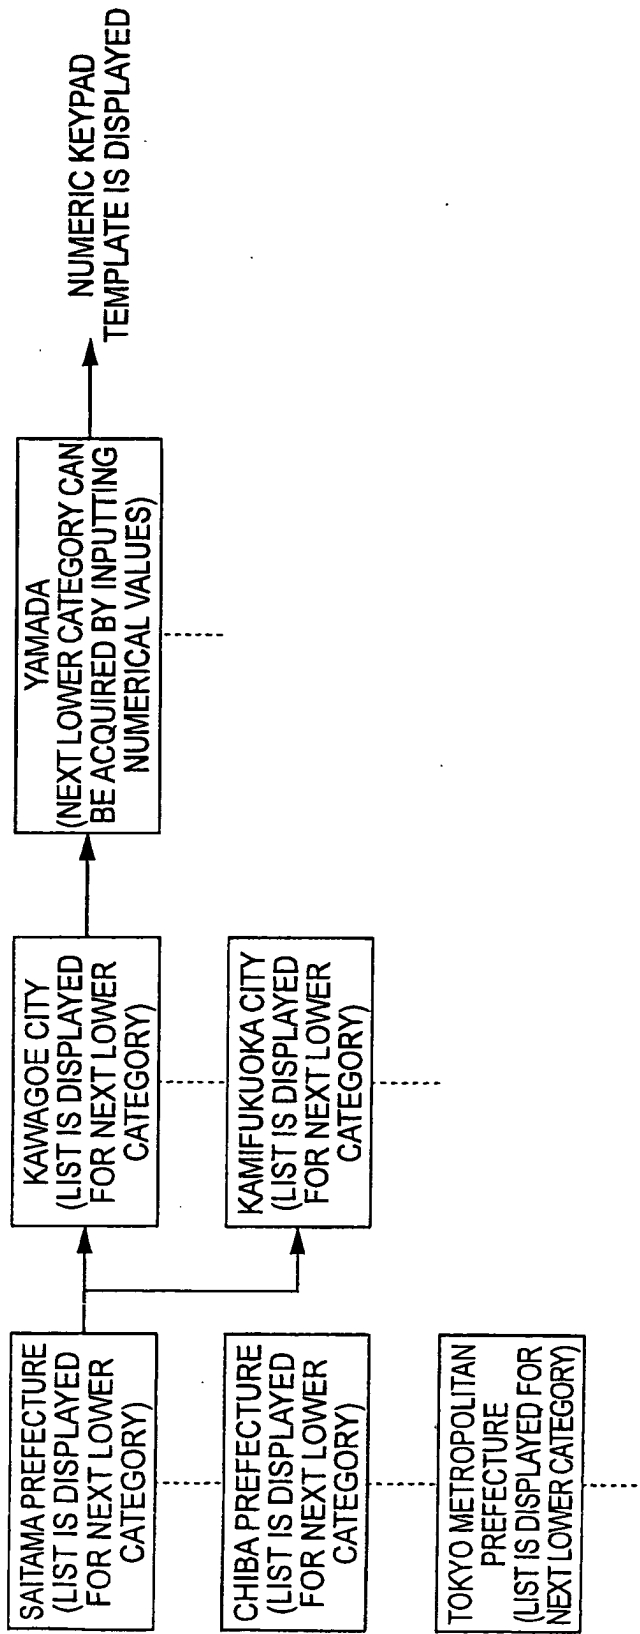 SAITAMA PREFECTURE
(LIST IS DISPLAYED
FOR NEXT LOWER
CATEGORY)
CHIBA PREFECTURE
(LIST IS DISPLAYED
FOR NEXT LOWER
CATEGORY)
TOKYO METROPOLITAN
PREFECTURE
(LIST IS DISPLAYED FOR
NEXT LOWER CATEGORY)
KAWAGOE CITY
(LIST IS DISPLAYED
FOR NEXT LOWER
CATEGORY)
KAMIFUKUOKA CITY
(LIST IS DISPLAYED
FOR NEXT LOWER
CATEGORY)
YAMADA
(NEXT LOWER CATEGORY CAN
BE ACQUIRED BY INPUTTING
NUMERICAL VALUES)
NUMERIC KEYPAD
TEMPLATE IS DISPLAYED